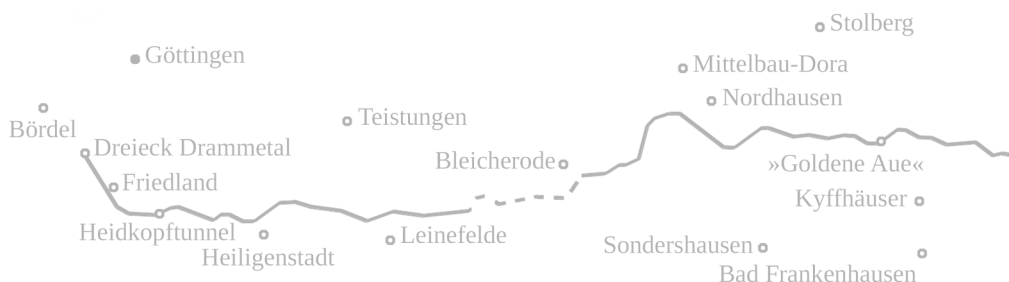 Stolberg
Göttingen
Mittelbau-Dora
Nordhausen
Teistungen
Bördel
Dreieck Drammetal
Bleicherode
»Goldene Aue«
Friedland
Kyffhäuser
Heidkopftunnel
Leinefelde
Sondershausen
Heiligenstadt
Bad Frankenhausen